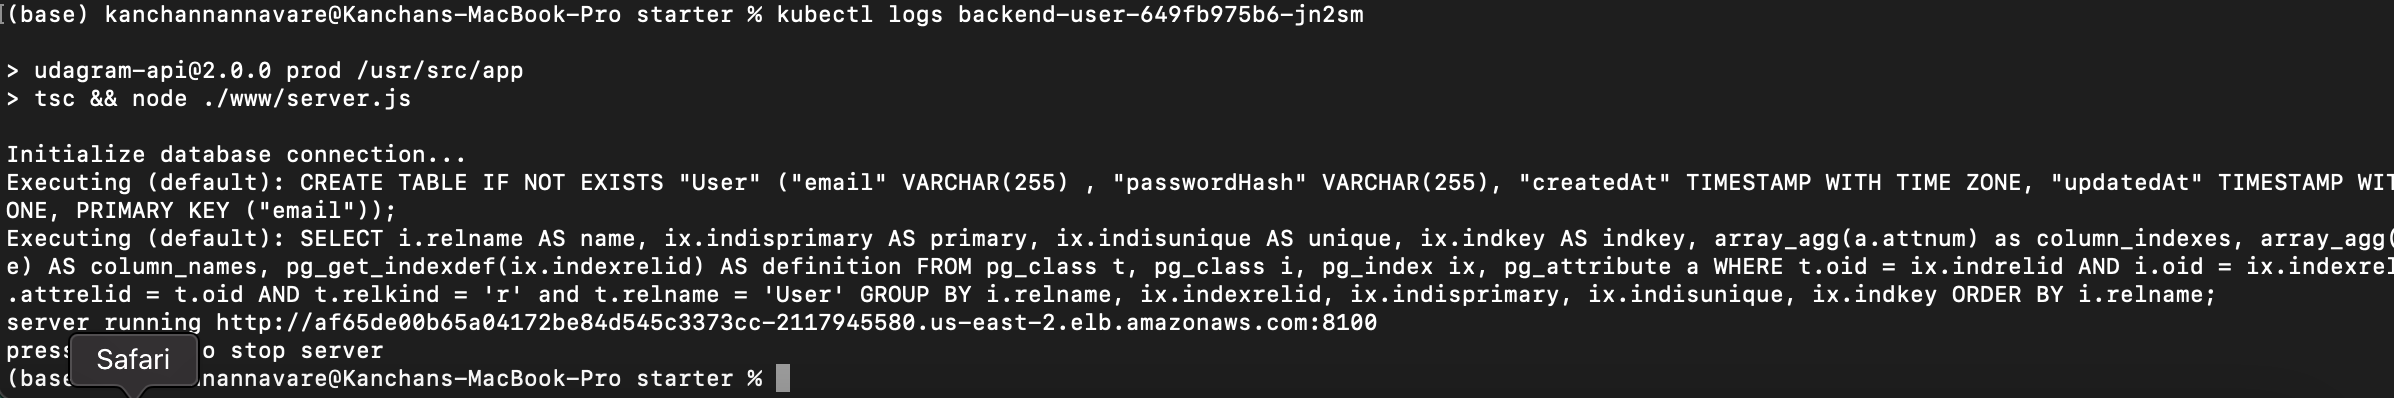 (base) kanchannannavare@Kanchans-MacBook-Pro starter % kubectl logs backend-user-649fb975b6-jn2sm
> udagram-api@2.0.0 prod /usr/src/app
> tsc && node ./www/server.js
Initialize database connection...
Executing (default): CREATE TABLE IF NOT EXISTS "User" ("email" VARCHAR(255) , "passwordHash" VARCHAR(255), "createdAt" TIMESTAMP WITH TIME ZONE, "updatedAt" TIMESTAMP WIT
ONE, PRIMARY KEY ("email"));
Executing (default): SELECT i.relname AS name, ix.indisprimary AS primary, ix.indisunique AS unique, ix.indkey AS indkey, array_agg(a.attnum) as column_indexes, array_agg(
e) AS column_names, pg_get_indexdef(ix.indexrelid) AS definition FROM pg_class t, pg_class i, pg_index ix, pg_attribute a WHERE t.oid = ix.indrelid AND i.oid = ix.indexrel
.attrelid = t.oid AND t.relkind = 'r' and t.relname = 'User' GROUP BY i.relname, ix.indexrelid, ix.indisprimary, ix.indisunique, ix.indkey ORDER BY i.relname;
server running http://af65de00b65a04172be84d545c3373cc-2117945580.us-east-2.elb.amazonaws.com:8100
press o stop server
Safari
(base nnannavare@Kanchans-MacBook-Pro starter %